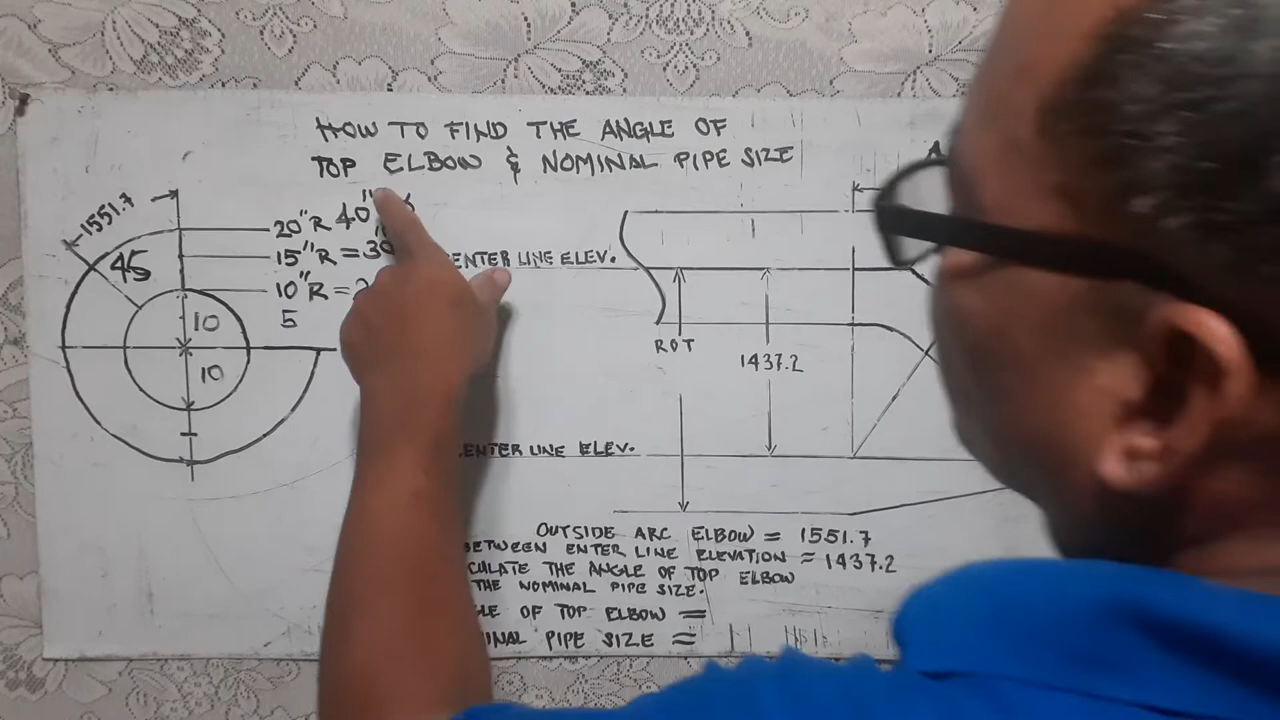 HOW TO FIND THE ANGLE OF
TOP ELBOW & NOMINAL PIPE SIZE
1551.7
45
20"R 40"
15"R = 30"
10"R =
5
10
10
ENTER LINE ELEV.
ROT
1437.2
ENTER LINE ELEV.
A
OUTSIDE ARC ELBOW = 1551.7
BETWEEN ENTER LINE ELEVATION = 1437.2
CULATE THE ANGLE OF TOP ELBOW
THE NOMINAL PIPE SIZE.
LE OF TOP ELBOW =
INAL PIPE SIZE =